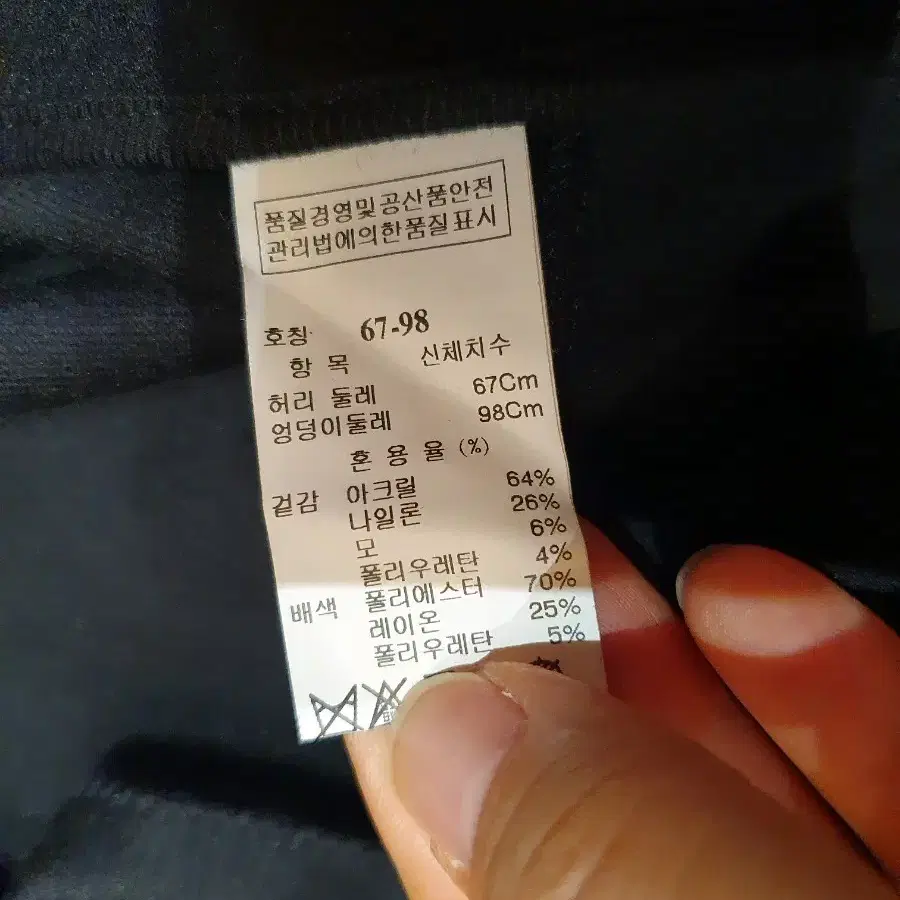 품질경영및공산품안전
관리법에의한품질표시
호칭 67-98
항 목 신체치수
허리 둘레 67Cm
엉덩이둘레 98Cm
혼 용 율 (%)
겉감 아크릴 64%
나일론 26%
모 6%
폴리우레탄 4%
배색 폴리에스터 70%
레이온 25%
폴리우레탄 5%